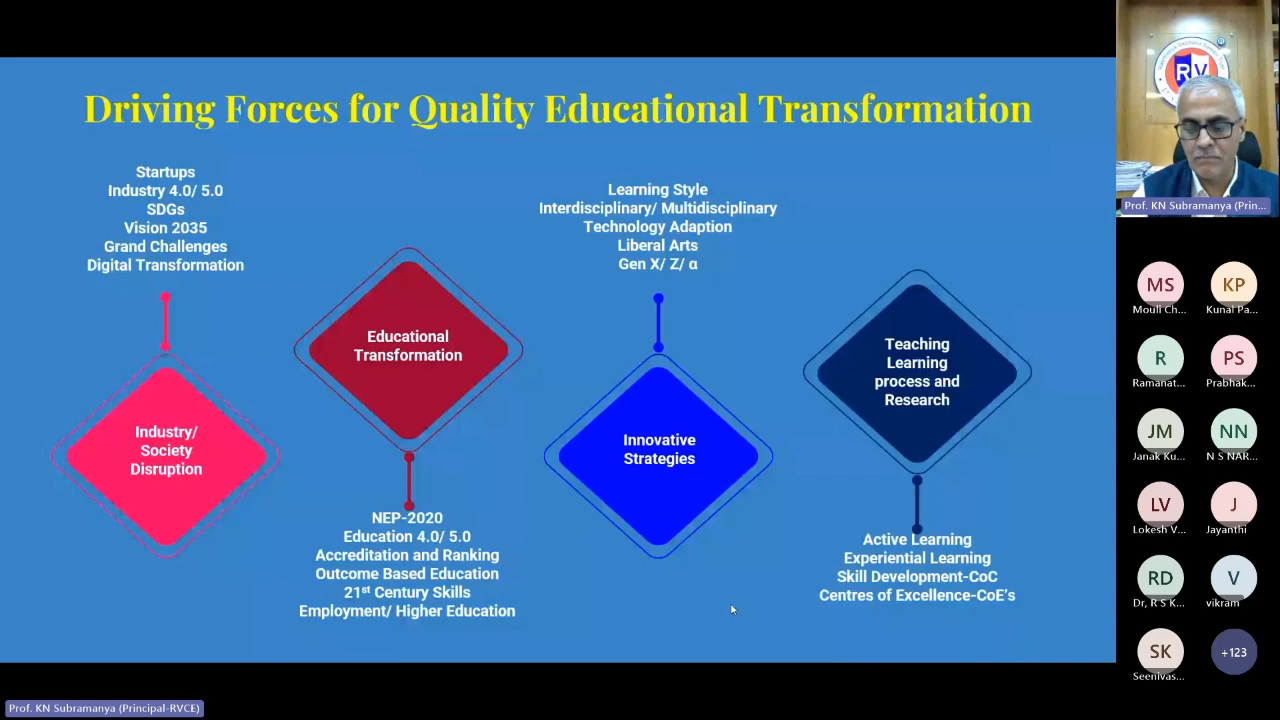 Driving Forces for Quality Educational Transformation
Startups
Industry 4.0/ 5.0
SDGs
Vision 2035
Grand Challenges
Digital Transformation
Industry/
Society
Disruption
Educational
Transformation
NEP-2020
Education 4.0/ 5.0
Accreditation and Ranking
Outcome Based Education
21st Century Skills
Employment/ Higher Education
Learning Style
Interdisciplinary/ Multidisciplinary
Technology Adaption
Liberal Arts
Gen X/ Z/ α
Innovative
Strategies
Teaching
Learning
process and
Research
Active Learning
Experiential Learning
Skill Development-CoC
Centres of Excellence-CoE's
RV
Prof. KN Subramanya (Prin...
MS
Mouli Ch...
KP
Kunal Pa...
R
Ramanat...
PS
Prabhak...
JM
Janak Ku...
NN
N S NAR...
LV
Lokesh V...
J
Jayanthi
RD
Dr, R S K...
V
vikram
SK
Seenivas...
+123
Prof. KN Subramanya (Principal-RVCE)